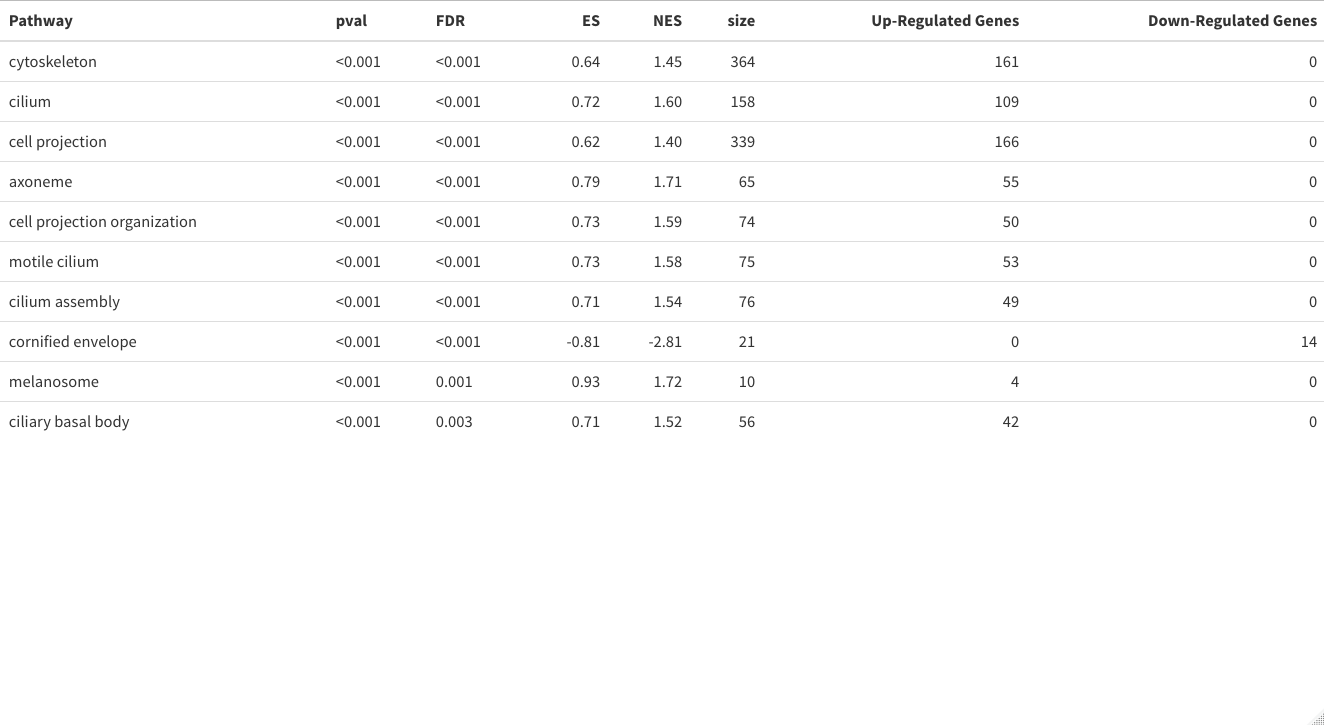 Pathway pval FDR ES NES size Up-Regulated Genes Down-Regulated Genes
cytoskeleton <0.001 <0.001 0.64 1.45 364 161 0
cilium <0.001 <0.001 0.72 1.60 158 109 0
cell projection <0.001 <0.001 0.62 1.40 339 166 0
axoneme <0.001 <0.001 0.79 1.71 65 55 0
cell projection organization <0.001 <0.001 0.73 1.59 74 50 0
motile cilium <0.001 <0.001 0.73 1.58 75 53 0
cilium assembly <0.001 <0.001 0.71 1.54 76 49 0
cornified envelope <0.001 <0.001 -0.81 -2.81 21 0 14
melanosome <0.001 0.001 0.93 1.72 10 4 0
ciliary basal body <0.001 0.003 0.71 1.52 56 42 0